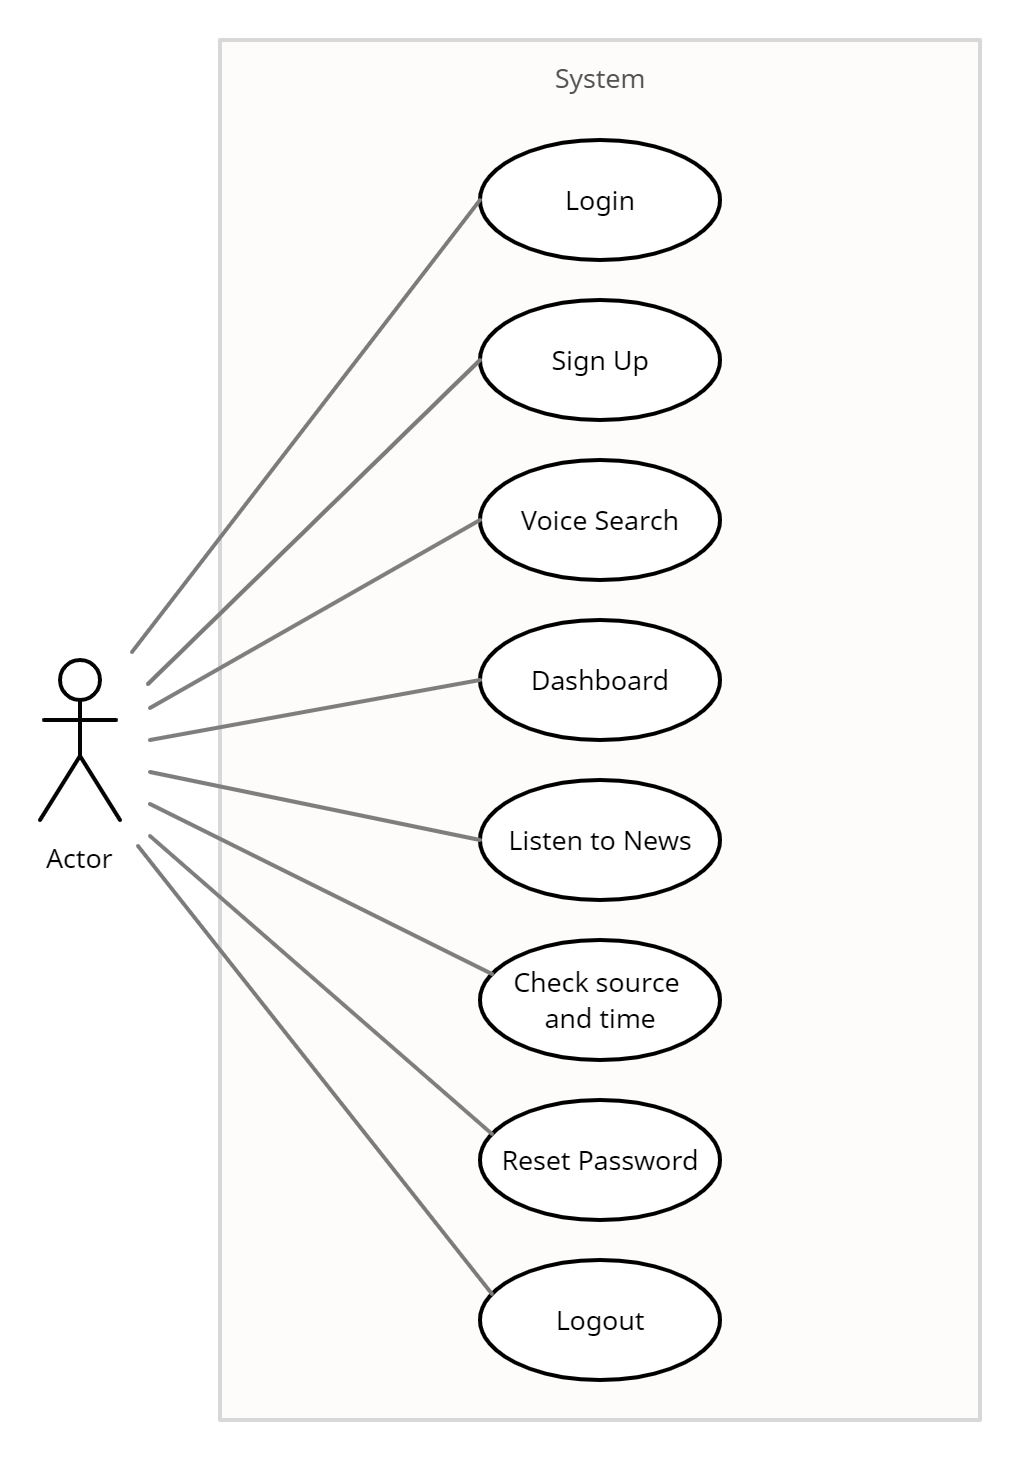 System
Login
Sign Up
Voice Search
Dashboard
Listen to News
Actor
Check source
and time
Reset Password
Logout